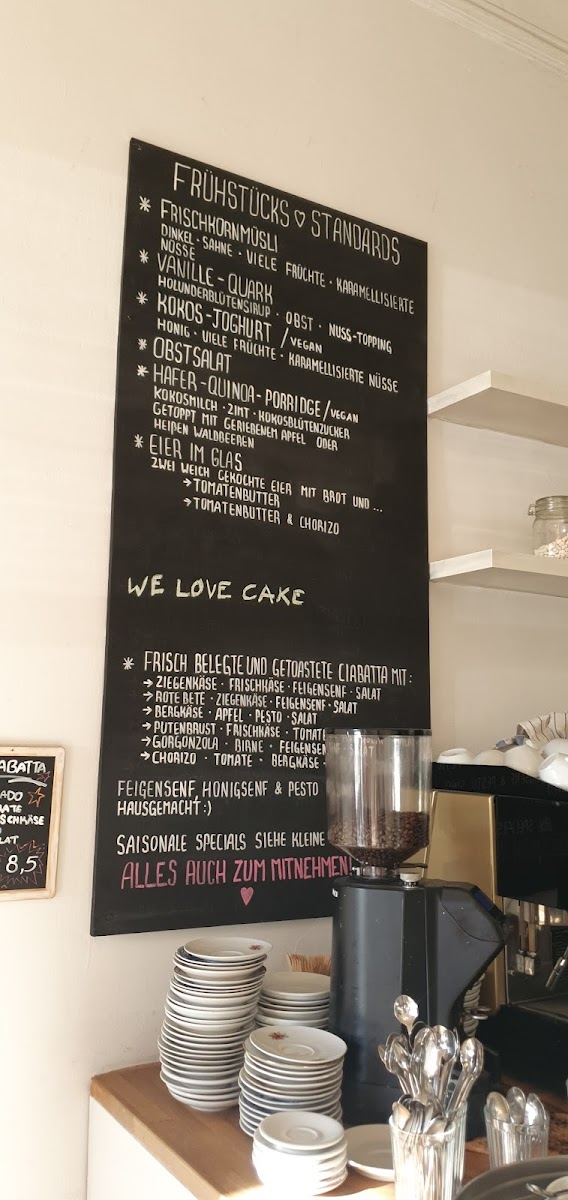 FRÜHSTÜCKS ♡ STANDARDS
* FRISCHKORNMÜSLI
DINKEL · SAHNE · VIELE FRÜCHTE · KARAMELLISIERTE
NÜSSE
* VANILLE - QUARK
HOLUNDERBLÜTENSIRUP · OBST · NUSS-TOPPING
* KOKOS-JOGHURT / VEGAN
HONIG · VIELE FRÜCHTE · KARAMELLISIERTE NÜSSE
* OBSTSALAT
* HAFER-QUINOA-PORRIDGE / VEGAN
KOKOSMILCH · ZIMT · KOKOSBLÜTENZUCKER
GETOPPT MIT GERIEBENEM APFEL ODER
HEIßEN WALDBEEREN
* EIER IM GLAS
ZWEI WEICH GEKOCHTE EIER MIT BROT UND ...
→ TOMATENBUTTER
→ TOMATENBUTTER & CHORIZO
WE LOVE CAKE
* FRISCH BELEGTE UND GETOASTETE CIABATTA MIT:
→ ZIEGENKÄSE · FRISCHKÄSE · FEIGENSENF · SALAT
→ ROTE BETE · ZIEGENKÄSE · FEIGENSENF · SALAT
→ BERGKÄSE · APFEL · PESTO · SALAT
→ PUTENBRUST · FRISCHKÄSE · TOMATE
→ GORGONZOLA · BIRNE · FEIGENSEN
→ CHORIZO · TOMATE · BERGKÄSE ·
FEIGENSENF, HONIGSENF & PESTO
HAUSGEMACHT :)
SAISONALE SPECIALS SIEHE KLEINE
ALLES AUCH ZUM MITNEHMEN!
ABATTA
ADO
ATE
SCHKÄSE
LAT
8,5